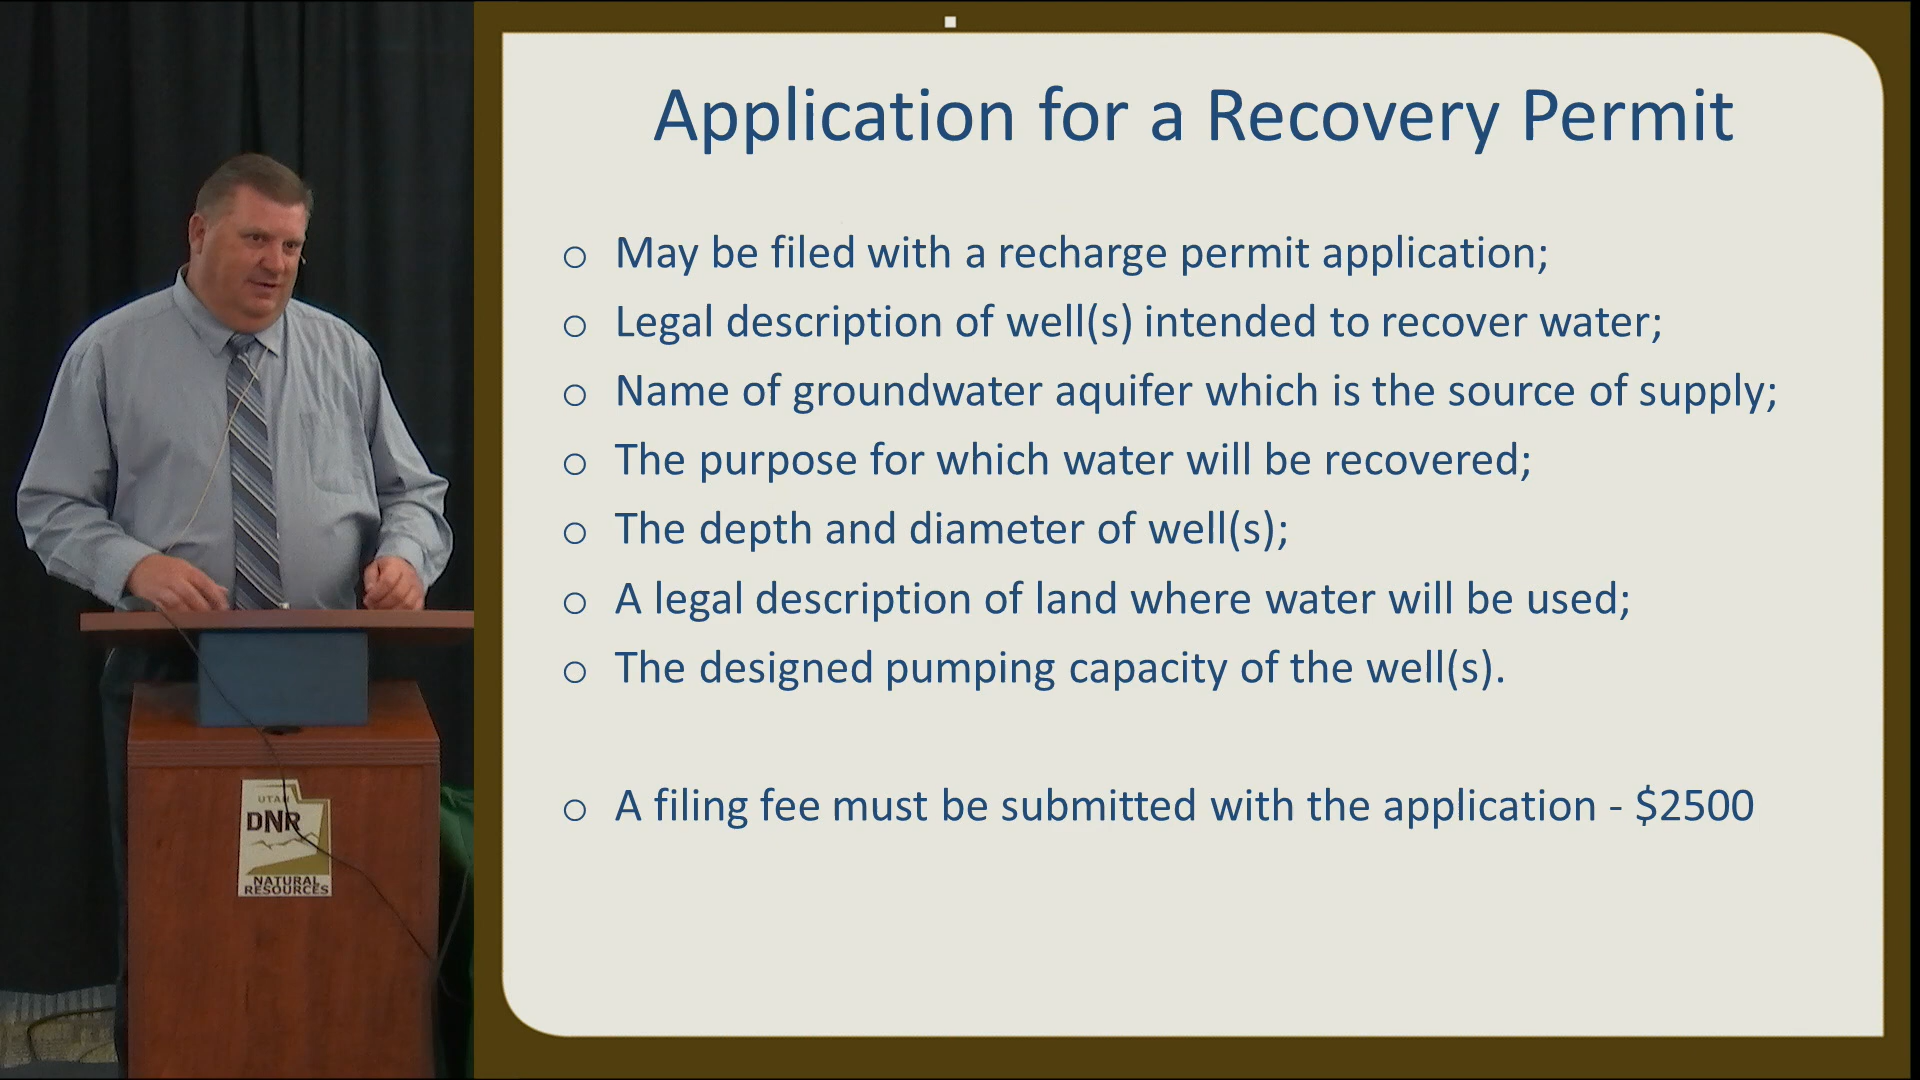 Application for a Recovery Permit
o May be filed with a recharge permit application;
o Legal description of well(s) intended to recover water;
o Name of groundwater aquifer which is the source of supply;
o The purpose for which water will be recovered;
o The depth and diameter of well(s);
o A legal description of land where water will be used;
o The designed pumping capacity of the well(s).
o A filing fee must be submitted with the application - $2500
UTAH
DNR
NATURAL
RESOURCES